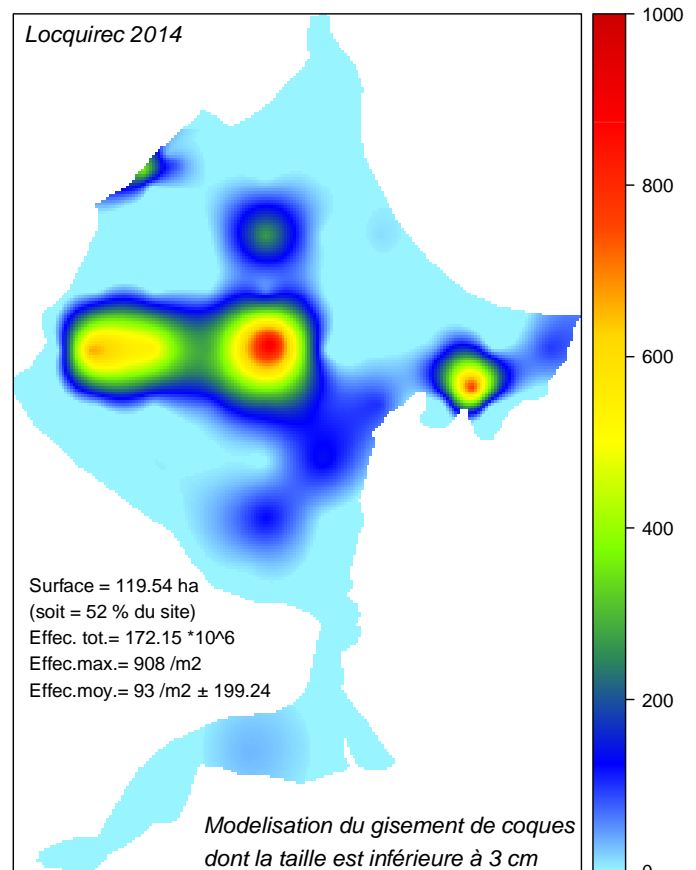 Locquirec 2014
1000
800
600
400
200
0
Surface = 119.54 ha
(soit = 52 % du site)
Effec. tot.= 172.15 *10^6
Effec.max.= 908 /m2
Effec.moy.= 93 /m2 ± 199.24
Modelisation du gisement de coques
dont la taille est inférieure à 3 cm